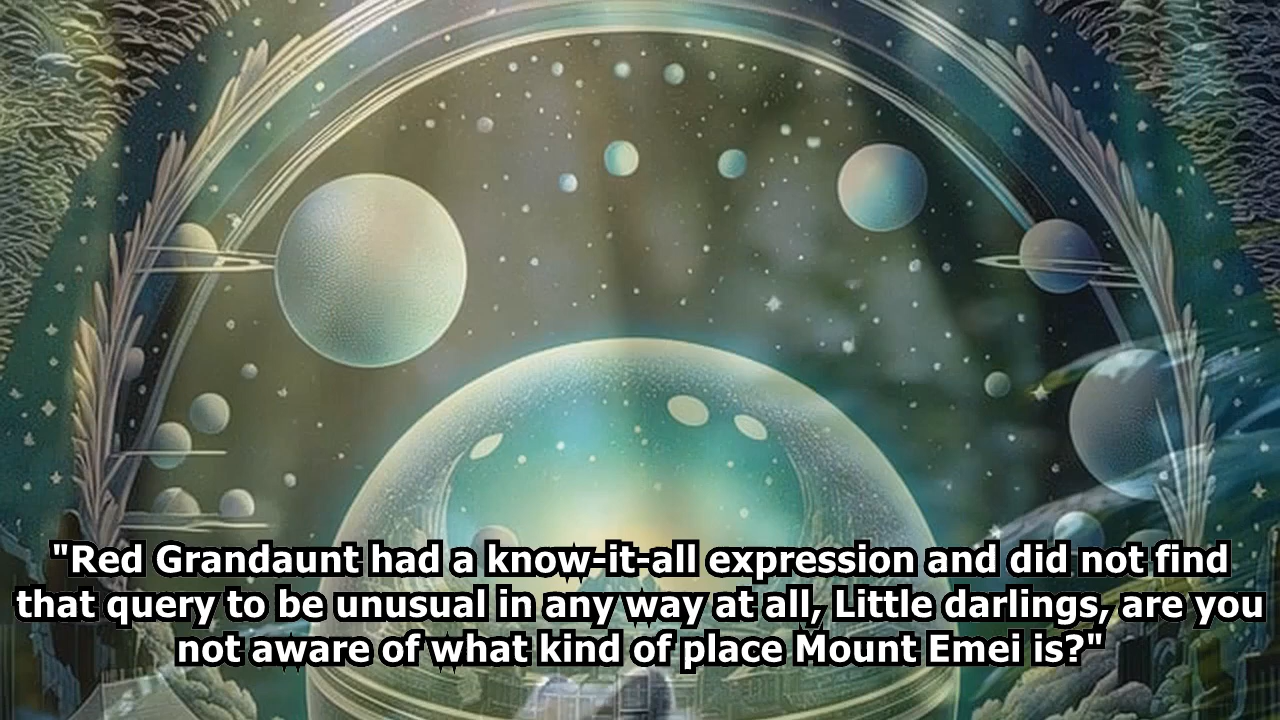 "Red Grandaunt had a know-it-all expression and did not find
that query to be unusual in any way at all, Little darlings, are you
not aware of what kind of place Mount Emei is?"